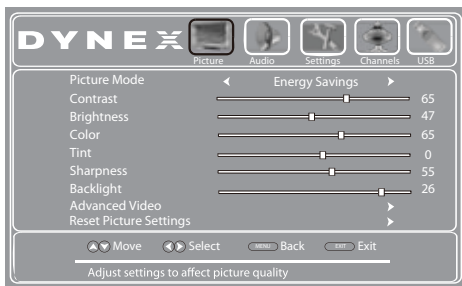 DYNEX
Picture Audio Settings Channels USB
Picture Mode Energy Savings
Contrast 65
Brightness 47
Color 65
Tint 0
Sharpness 55
Backlight 26
Advanced Video
Reset Picture Settings
Move Select MENU Back EXIT Exit
Adjust settings to affect picture quality